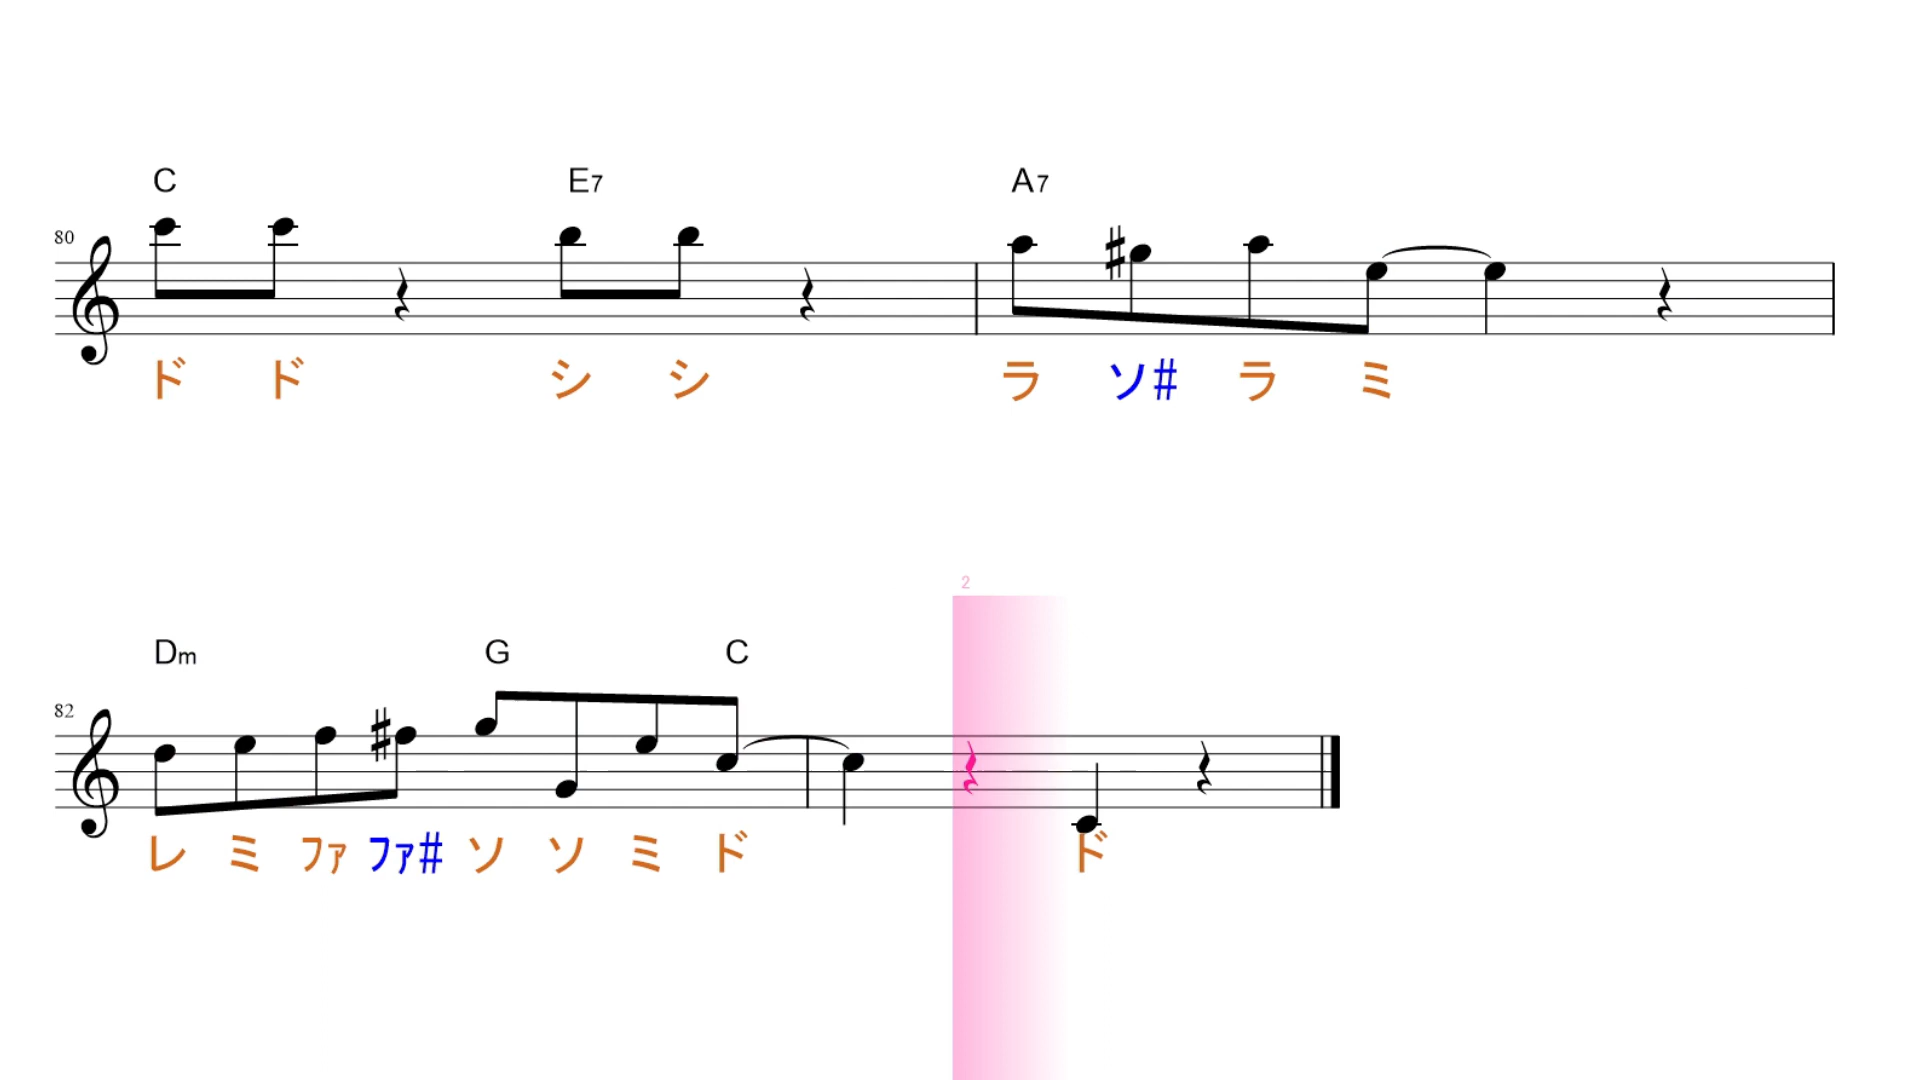 C E7 A7
80
ド ド シ シ ラ ソ# ラ ミ
2
Dm G C
82
レ ミ ファ ファ# ソ ソ ミ ド ド